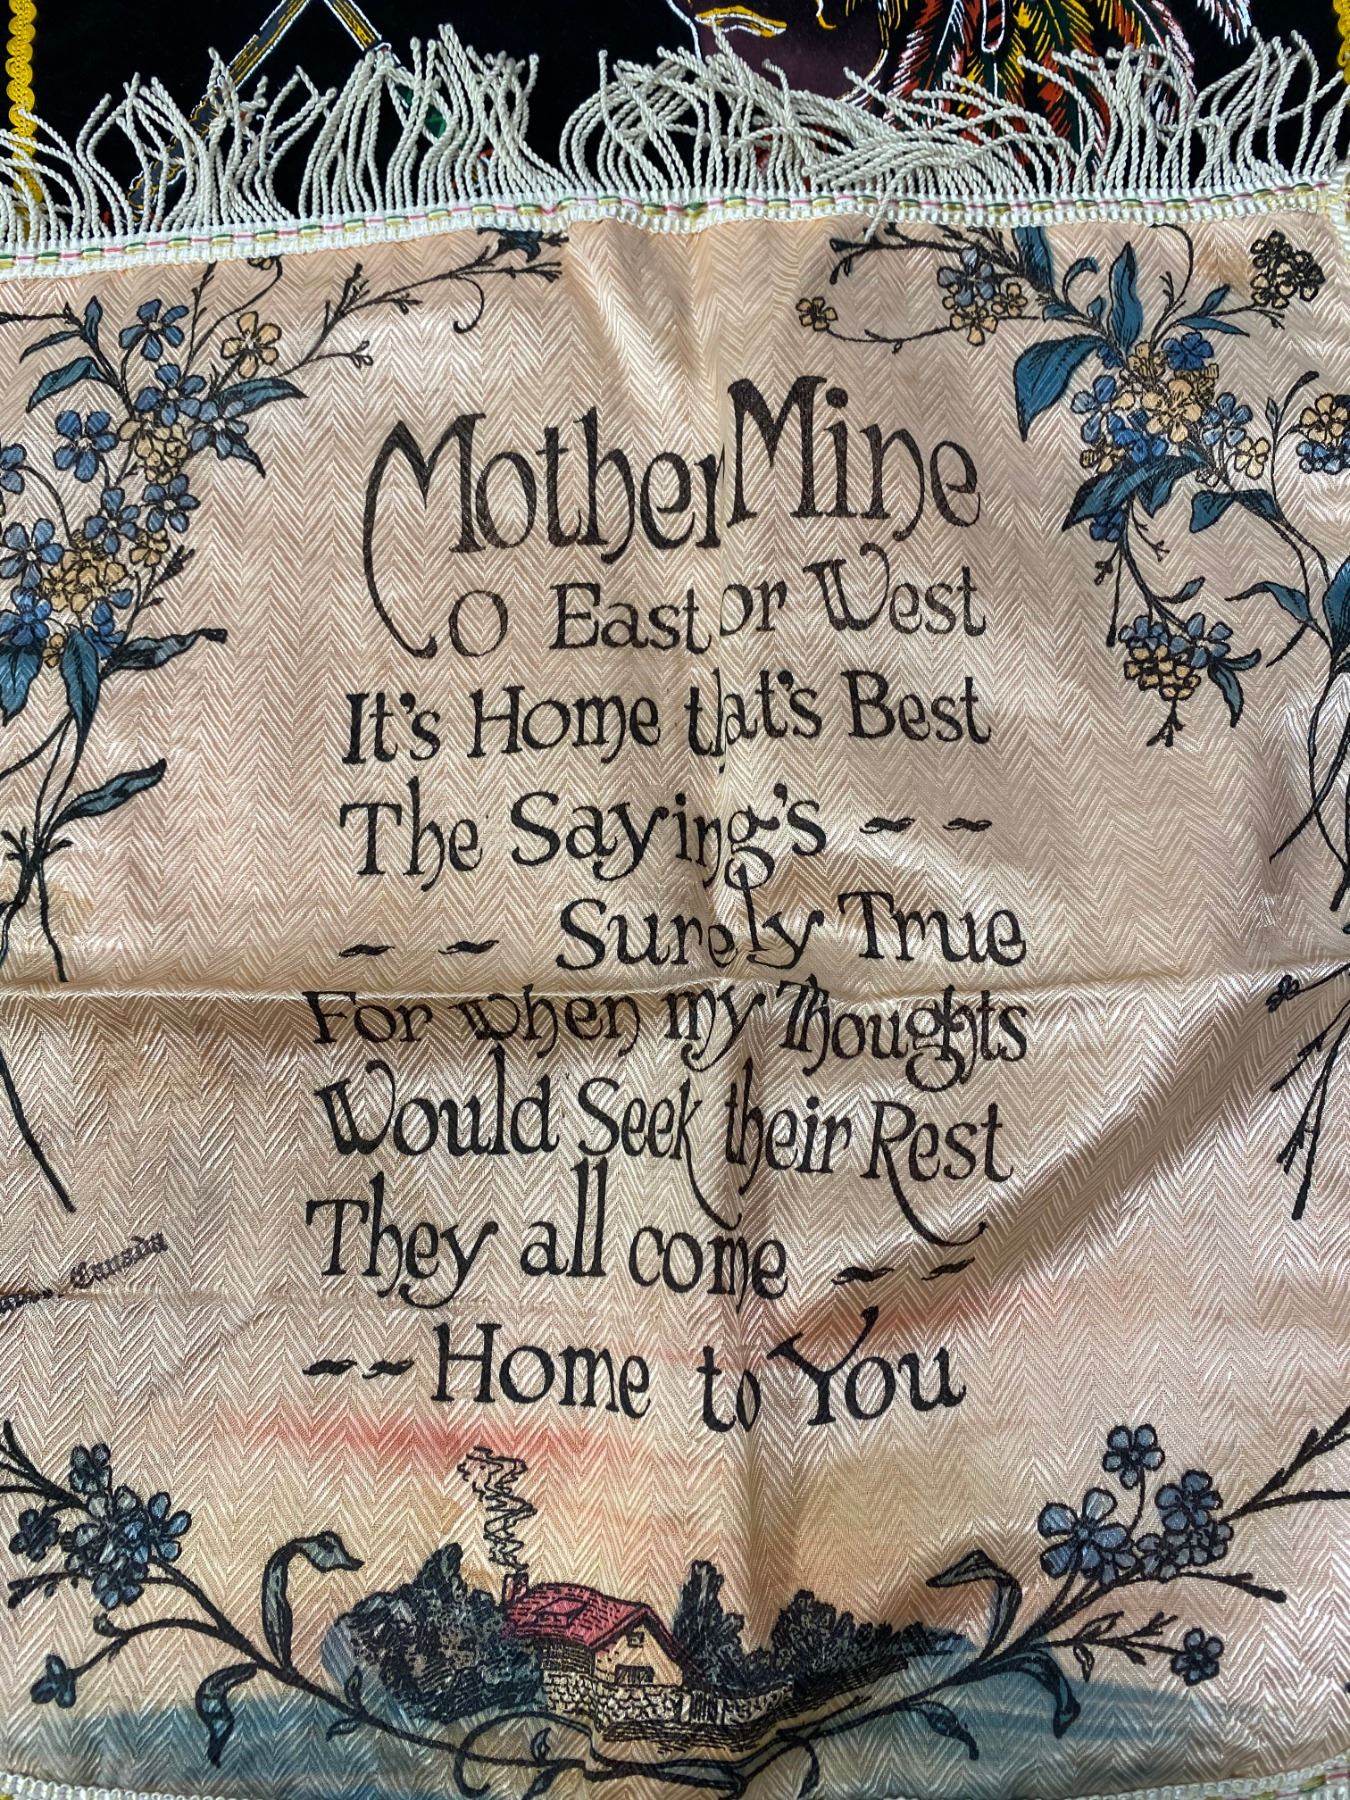 Mother Mine
O East or West
It's Home that's Best
The Saying's ~ ~
~ ~ Surely True
For when my Thoughts
Would Seek their Rest
They all come ~ ~
~ ~ Home to You
Canada